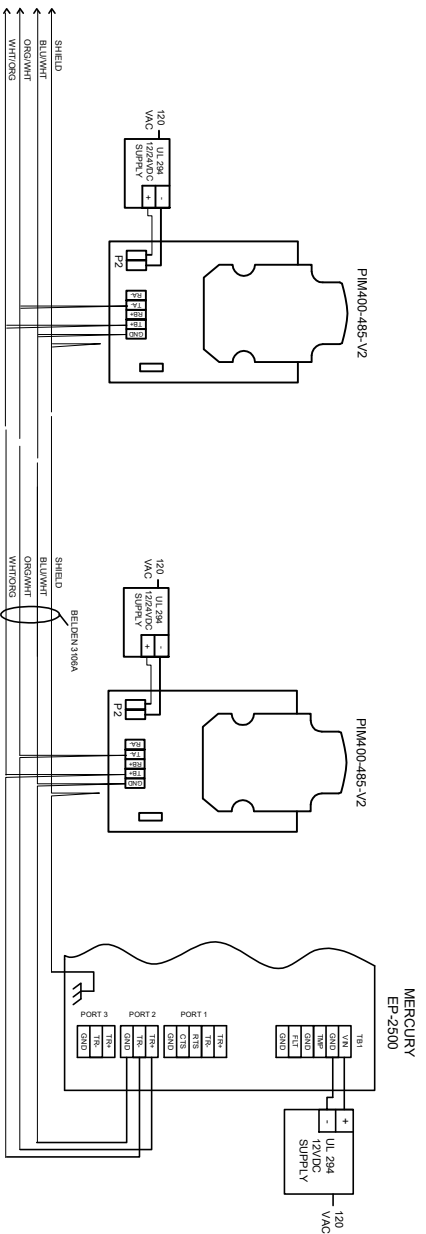 SHIELD
BLU/WHT
ORG/WHT
WHT/ORG
PIM400-485-V2
120
VAC
UL 294
12/24VDC
SUPPLY
-
+
P2
RA-
TA-
RB+
TB+
GND
SHIELD
BLU/WHT
ORG/WHT
WHT/ORG
BELDEN 3106A
PIM400-485-V2
120
VAC
UL 294
12/24VDC
SUPPLY
-
+
P2
RA-
TA-
RB+
TB+
GND
MERCURY
EP-2500
TB1
VIN
GND
TMP
GND
FLT
GND
PORT 1
TR+
TR-
RTS
CTS
GND
PORT 2
TR+
TR-
GND
PORT 3
TR+
TR-
GND
+
-
UL 294
12VDC
SUPPLY
120
VAC